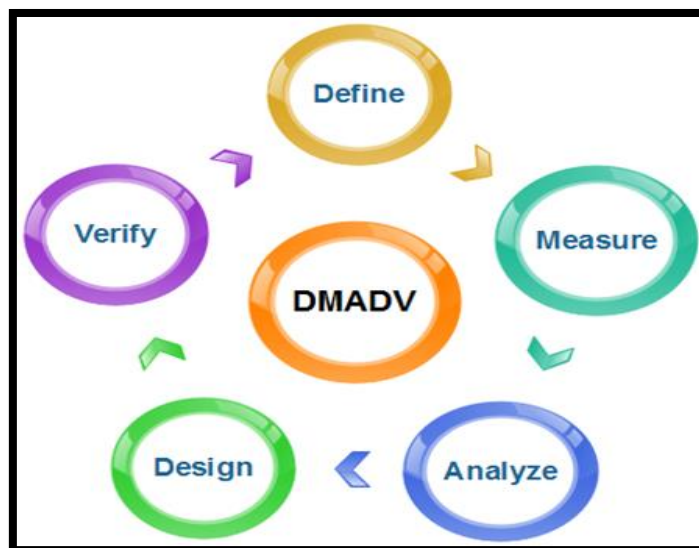 Define
Measure
Analyze
Design
Verify
DMADV